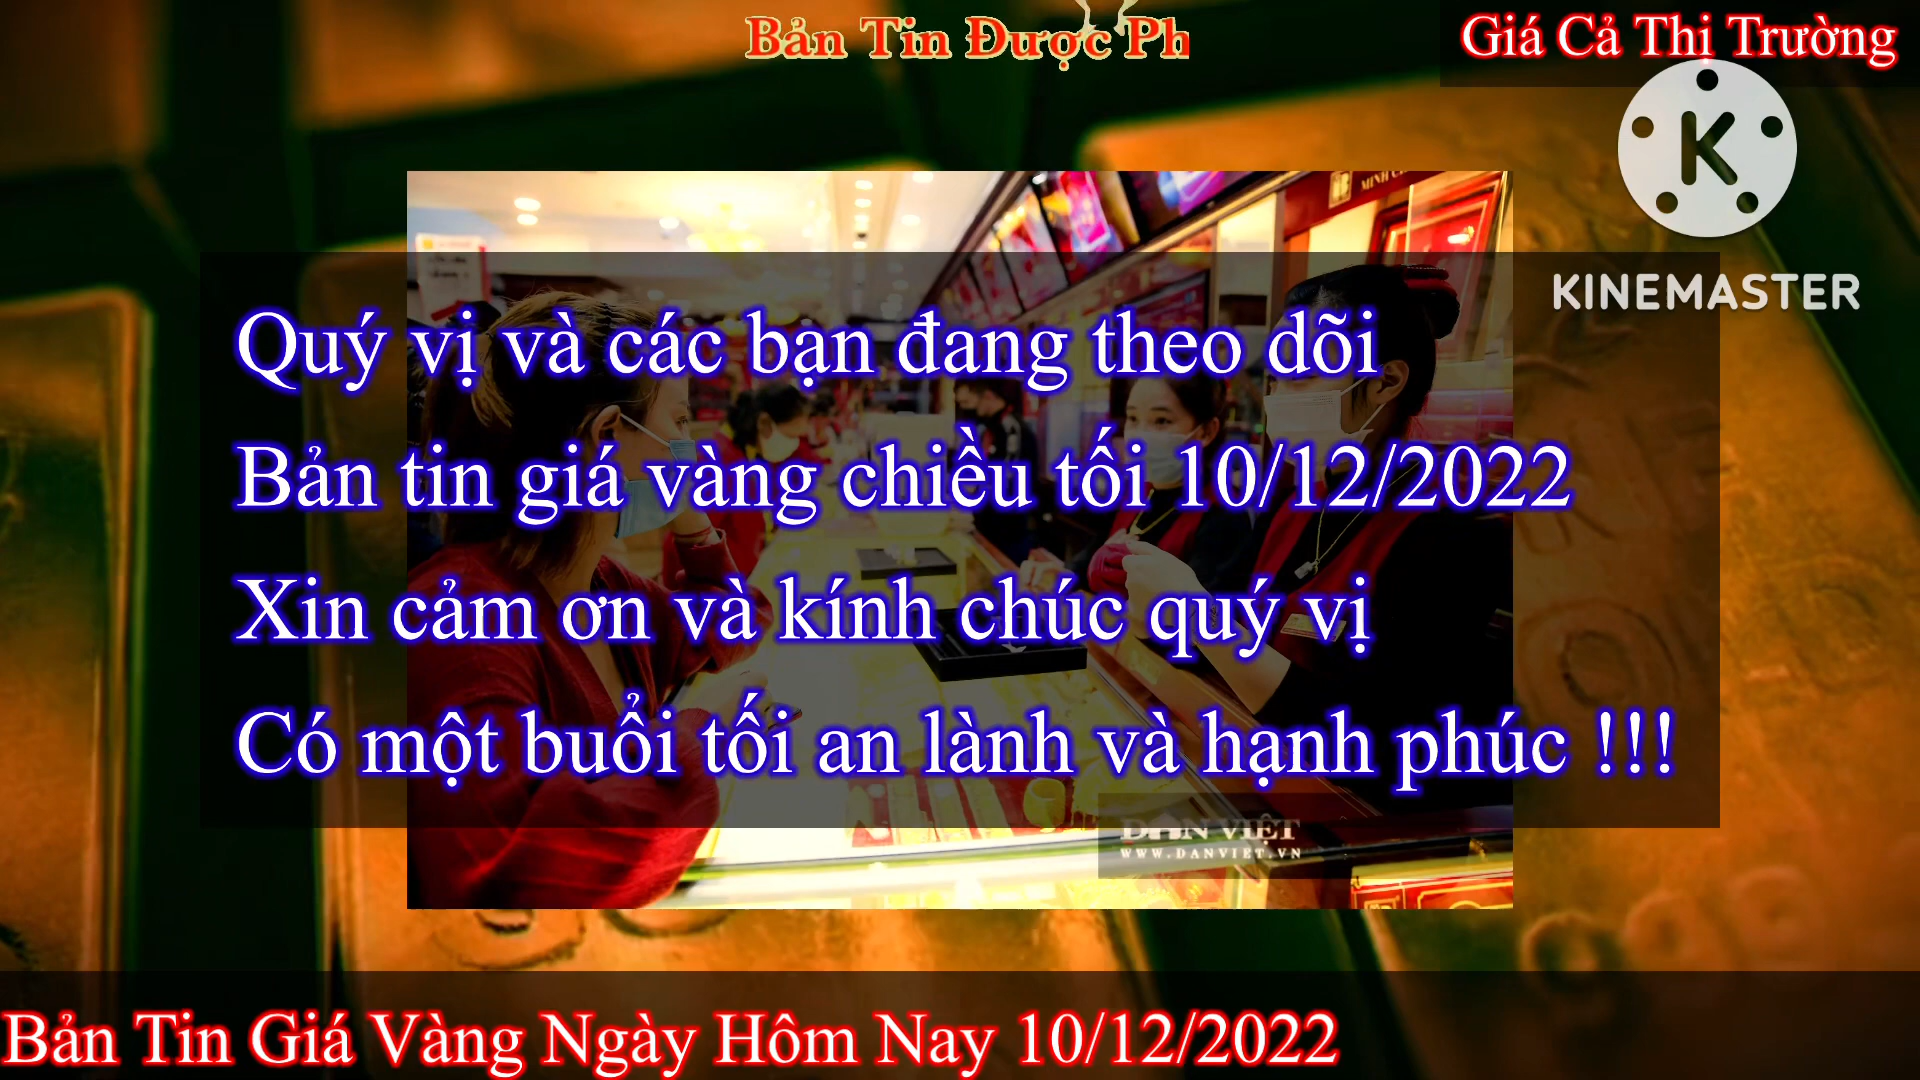 Bản Tin Được Ph
Giá Cả Thị Trường
KINEMASTER
Quý vị và các bạn đang theo dõi
Bản tin giá vàng chiều tối 10/12/2022
Xin cảm ơn và kính chúc quý vị
Có một buổi tối an lành và hạnh phúc !!!
DÂN VIỆT
WWW.DANVIET.VN
Bản Tin Giá Vàng Ngày Hôm Nay 10/12/2022